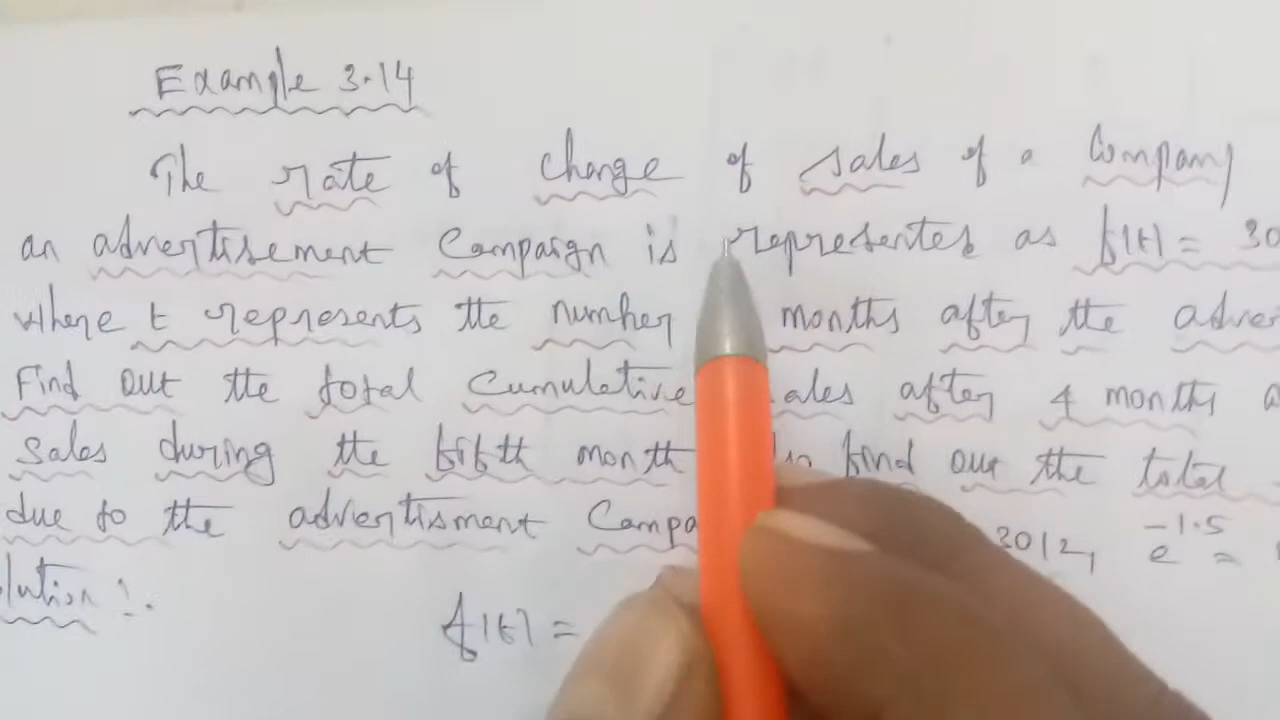 Example 3.14
The rate of change of sales of a Company
an advertisement Campaign is represented as f(t) = 30
where t represents the number months after the adver
Find out the total Cumulative ales after 4 months a
Sales during the fifth month find out the total
due to the advertisment Campa 3012, e^-1.5 =
lution :.
f(t) =